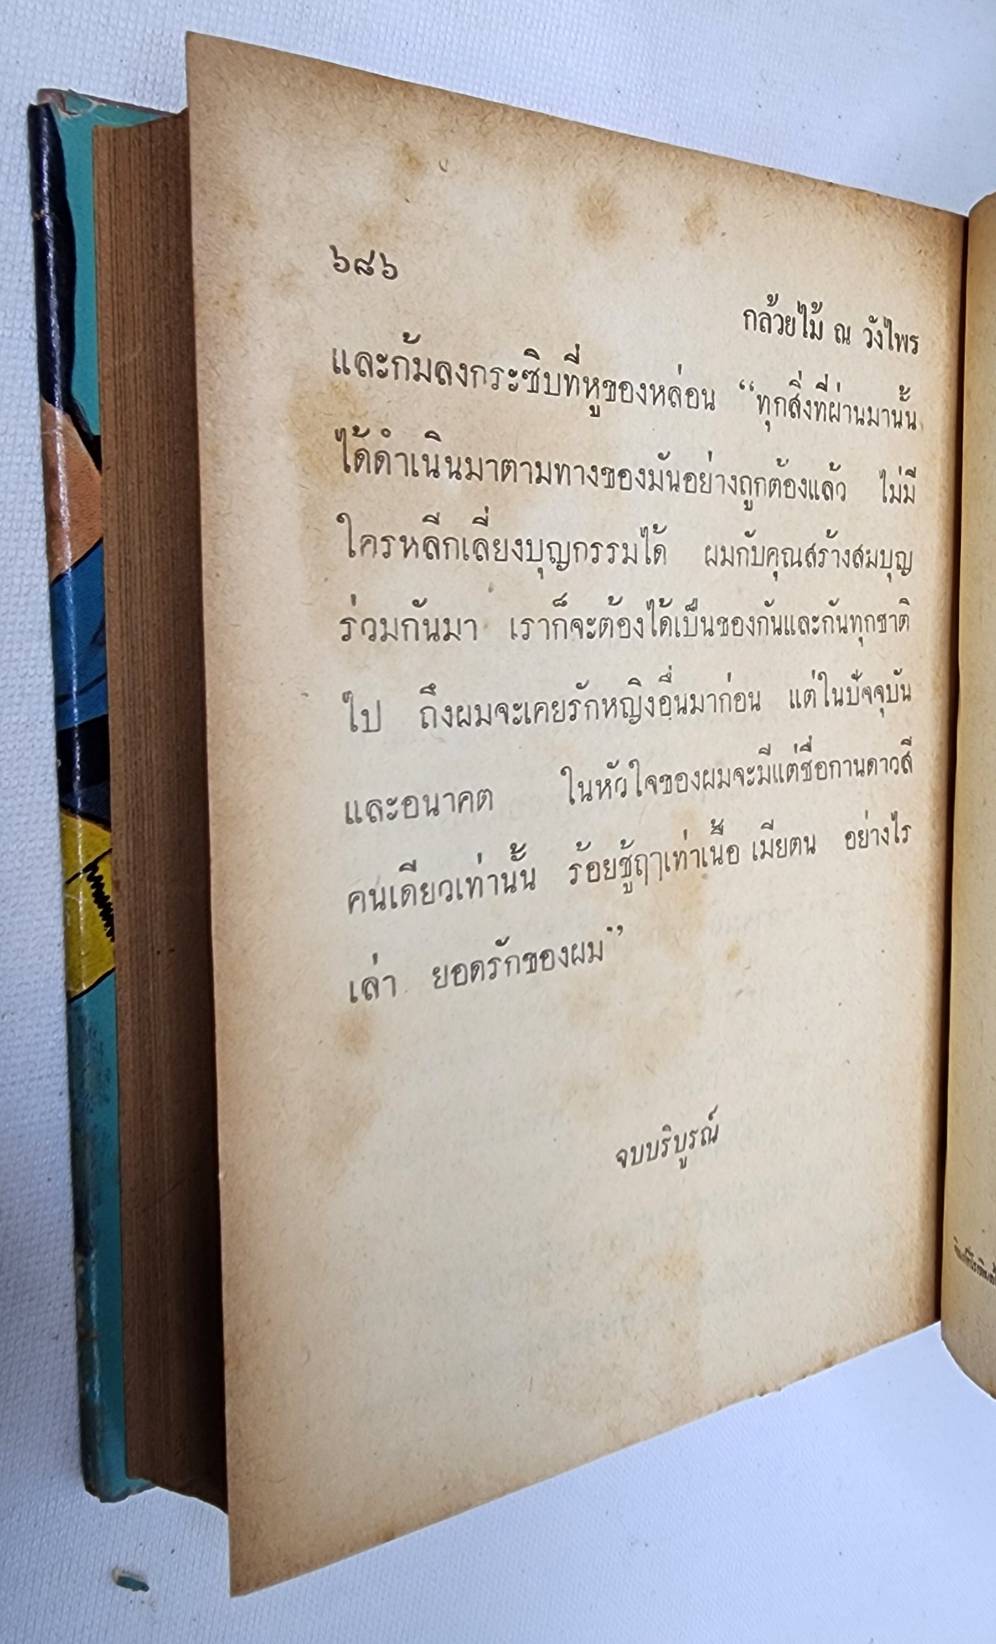 ๖๘๖
กล้วยไม้ ณ วังไพร
และก้มลงกระซิบที่หูของหล่อน “ทุกสิ่งที่ผ่านมานั้น
ได้ดำเนินมาตามทางของมันอย่างถูกต้องแล้ว ไม่มี
ใครหลีกเลี่ยงบุญกรรมได้ ผมกับคุณสร้างสมบุญ
ร่วมกันมา เราก็จะต้องได้เป็นของกันและกันทุกชาติ
ไป ถึงผมจะเคยรักหญิงอื่นมาก่อน แต่ในปัจจุบัน
และอนาคต ในหัวใจของผมจะมีแต่ชื่อกานดาวสี
คนเดียวเท่านั้น ร้อยชู้ฤๅเท่าเนื้อ เมียตน อย่างไร
เล่า ยอดรักของผม”
จบบริบูรณ์